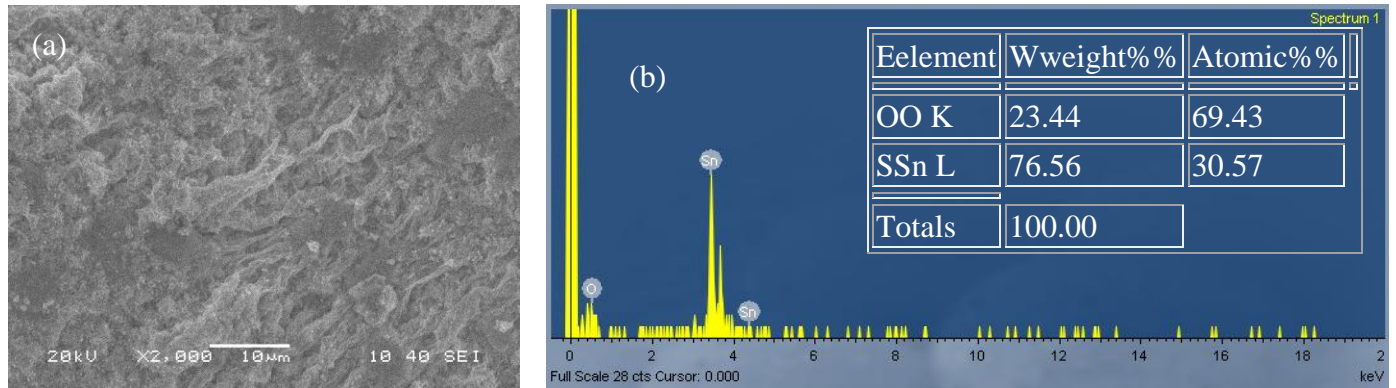 (a)
20kV X2,000 10μm 10 40 SEI
Spectrum 1
(b)
Eelement Wweight%% Atomic%%
OO K 23.44 69.43
SSn L 76.56 30.57
Totals 100.00
Sn
O
Sn
0 2 4 6 8 10 12 14 16 18 2
Full Scale 28 cts Cursor: 0.000 keV